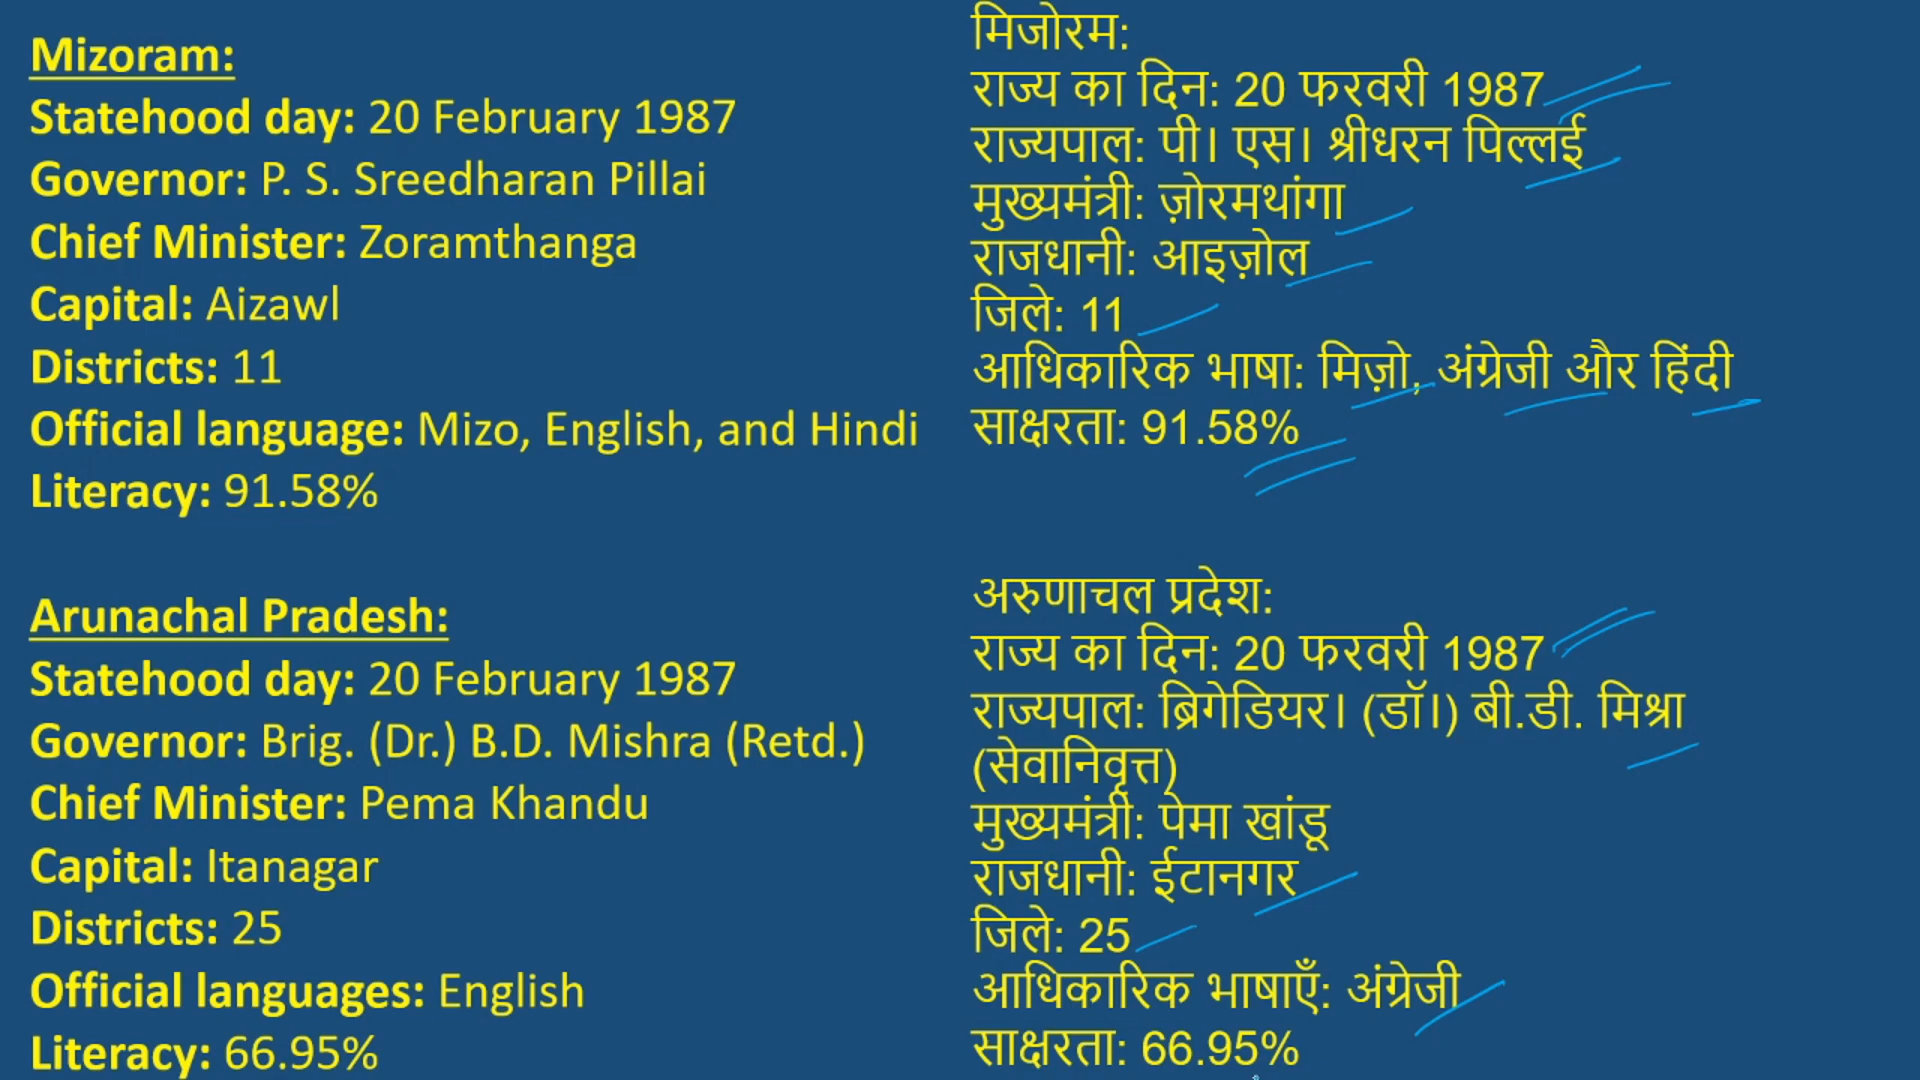 Mizoram:
Statehood day: 20 February 1987
Governor: P. S. Sreedharan Pillai
Chief Minister: Zoramthanga
Capital: Aizawl
Districts: 11
Official language: Mizo, English, and Hindi
Literacy: 91.58%
Arunachal Pradesh:
Statehood day: 20 February 1987
Governor: Brig. (Dr.) B.D. Mishra (Retd.)
Chief Minister: Pema Khandu
Capital: Itanagar
Districts: 25
Official languages: English
Literacy: 66.95%
मिजोरम:
राज्य का दिन: 20 फरवरी 1987
राज्यपाल: पी। एस। श्रीधरन पिल्लई
मुख्यमंत्री: ज़ोरमथांगा
राजधानी: आइज़ोल
जिले: 11
आधिकारिक भाषा: मिज़ो, अंग्रेजी और हिंदी
साक्षरता: 91.58%
अरुणाचल प्रदेश:
राज्य का दिन: 20 फरवरी 1987
राज्यपाल: ब्रिगेडियर। (डॉ।) बी.डी. मिश्रा
(सेवानिवृत्त)
मुख्यमंत्री: पेमा खांडू
राजधानी: ईटानगर
जिले: 25
आधिकारिक भाषाएँ: अंग्रेजी
साक्षरता: 66.95%